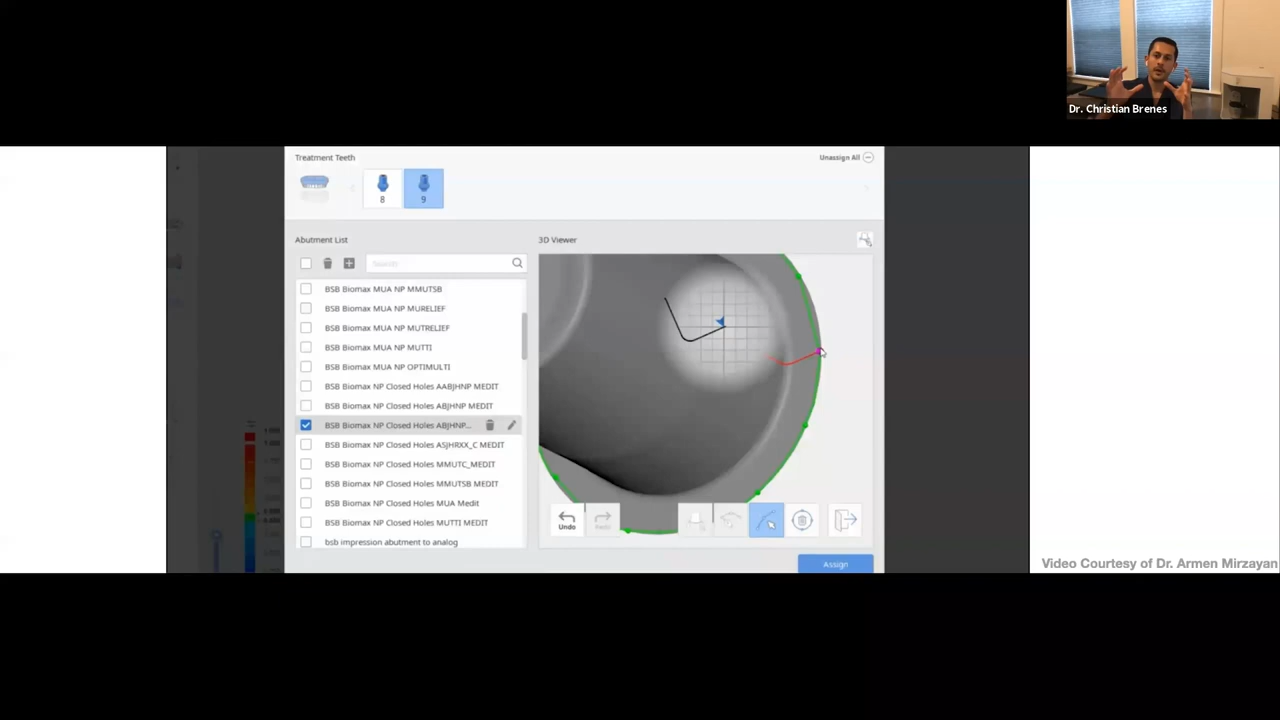 Dr. Christian Brenes
Treatment Teeth
Unassign All
8
9
Abutment List
3D Viewer
Search
BSB Biomax MUA NP MMUTSB
BSB Biomax MUA NP MURELIEF
BSB Biomax MUA NP MUTRELIEF
BSB Biomax MUA NP MUTTI
BSB Biomax MUA NP OPTIMULTI
BSB Biomax NP Closed Holes AABJHNP MEDIT
BSB Biomax NP Closed Holes ABJHNP MEDIT
BSB Biomax NP Closed Holes ABJHNP...
BSB Biomax NP Closed Holes ASJHRXX_C MEDIT
BSB Biomax NP Closed Holes MMUTC_MEDIT
BSB Biomax NP Closed Holes MMUTSB MEDIT
BSB Biomax NP Closed Holes MUA Medit
BSB Biomax NP Closed Holes MUTTI MEDIT
bsb impression abutment to analog
Undo
Redo
Assign
Video Courtesy of Dr. Armen Mirzayan